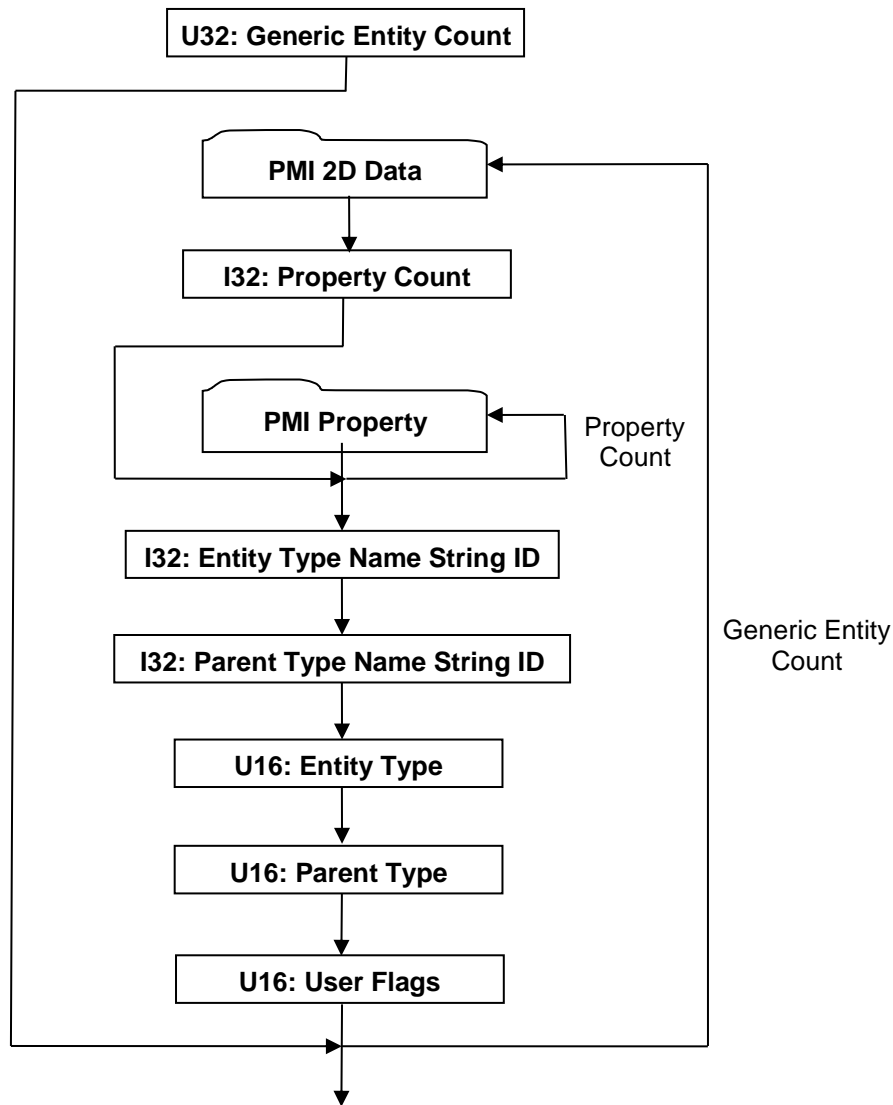 U32: Generic Entity Count
PMI 2D Data
I32: Property Count
PMI Property
Property
Count
I32: Entity Type Name String ID
I32: Parent Type Name String ID
Generic Entity
Count
U16: Entity Type
U16: Parent Type
U16: User Flags